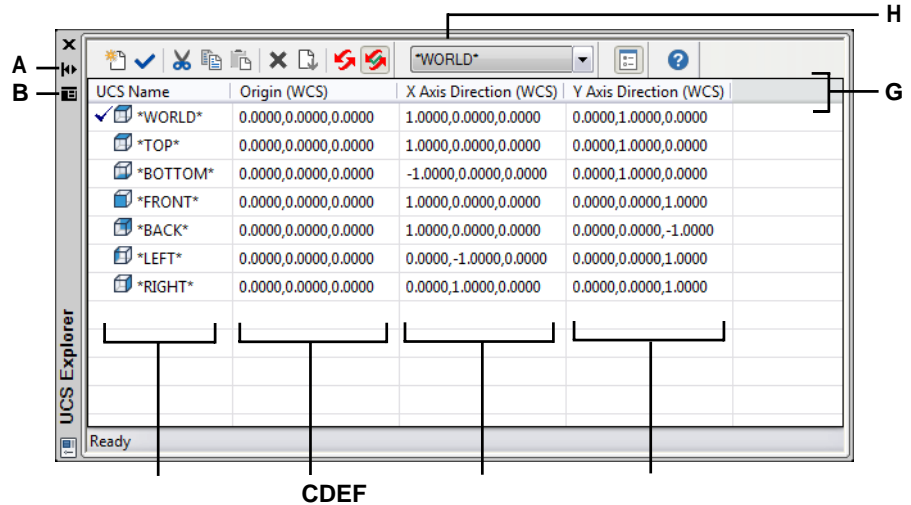 H
A
B
*WORLD*
G
UCS Name Origin (WCS) X Axis Direction (WCS) Y Axis Direction (WCS)
*WORLD* 0.0000,0.0000,0.0000 1.0000,0.0000,0.0000 0.0000,1.0000,0.0000
*TOP* 0.0000,0.0000,0.0000 1.0000,0.0000,0.0000 0.0000,1.0000,0.0000
*BOTTOM* 0.0000,0.0000,0.0000 -1.0000,0.0000,0.0000 0.0000,1.0000,0.0000
*FRONT* 0.0000,0.0000,0.0000 1.0000,0.0000,0.0000 0.0000,0.0000,1.0000
*BACK* 0.0000,0.0000,0.0000 1.0000,0.0000,0.0000 0.0000,0.0000,-1.0000
*LEFT* 0.0000,0.0000,0.0000 0.0000,-1.0000,0.0000 0.0000,0.0000,1.0000
*RIGHT* 0.0000,0.0000,0.0000 0.0000,1.0000,0.0000 0.0000,0.0000,1.0000
UCS Explorer
Ready
CDEF